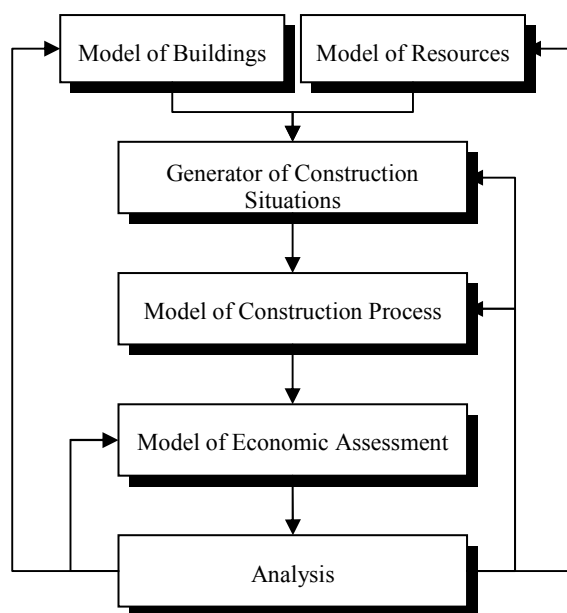 Model of Buildings
Model of Resources
Generator of Construction
Situations
Model of Construction Process
Model of Economic Assessment
Analysis